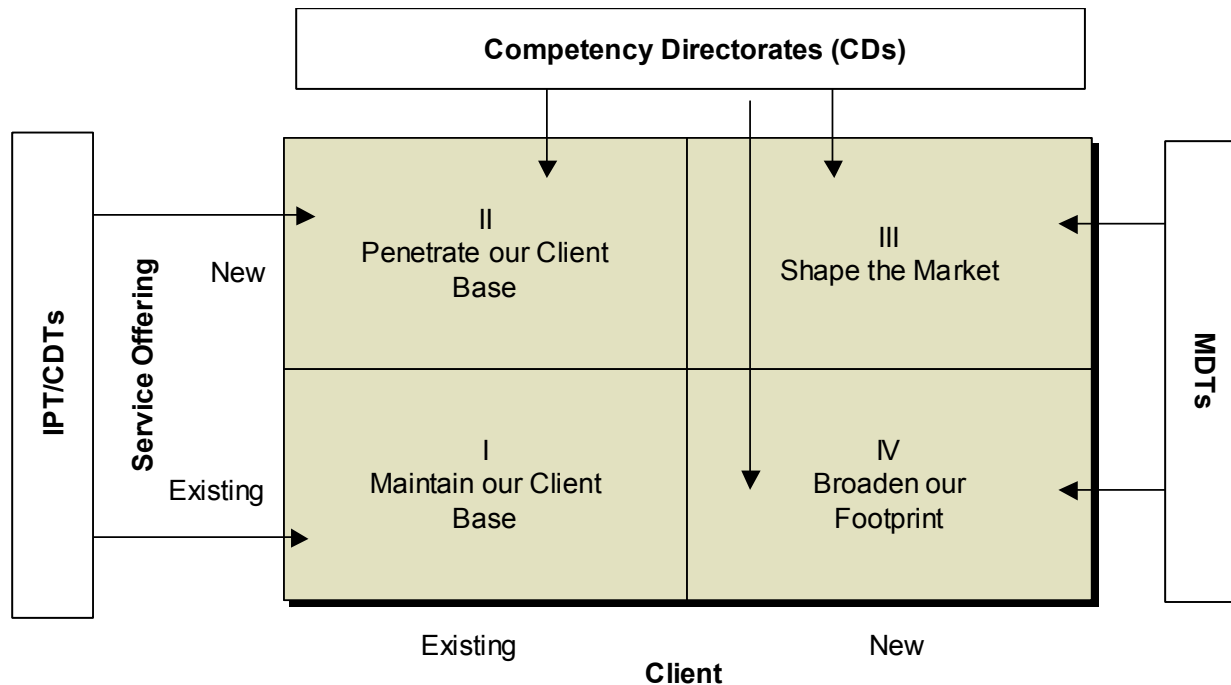 Competency Directorates (CDs)
IPT/CDTs
Service Offering
New
Existing
II
Penetrate our Client
Base
III
Shape the Market
I
Maintain our Client
Base
IV
Broaden our
Footprint
MDTs
Existing
New
Client